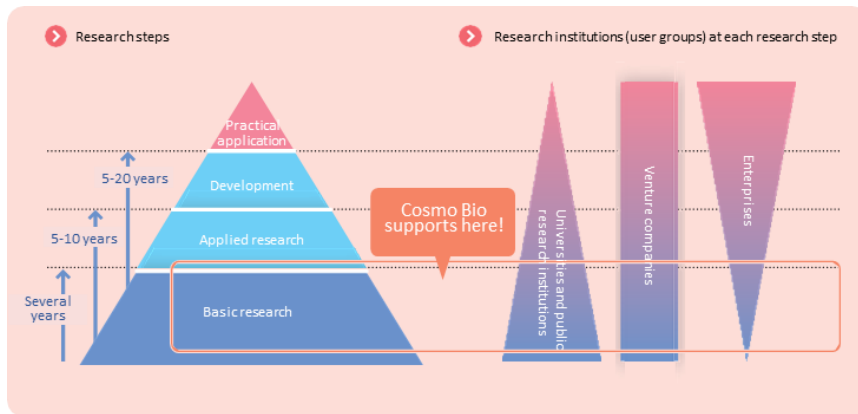 Research steps
Research institutions (user groups) at each research step
Practical
application
Development
Applied research
Basic research
5-20 years
5-10 years
Several
years
Cosmo Bio
supports here!
Universities and public
research institutions
Venture companies
Enterprises